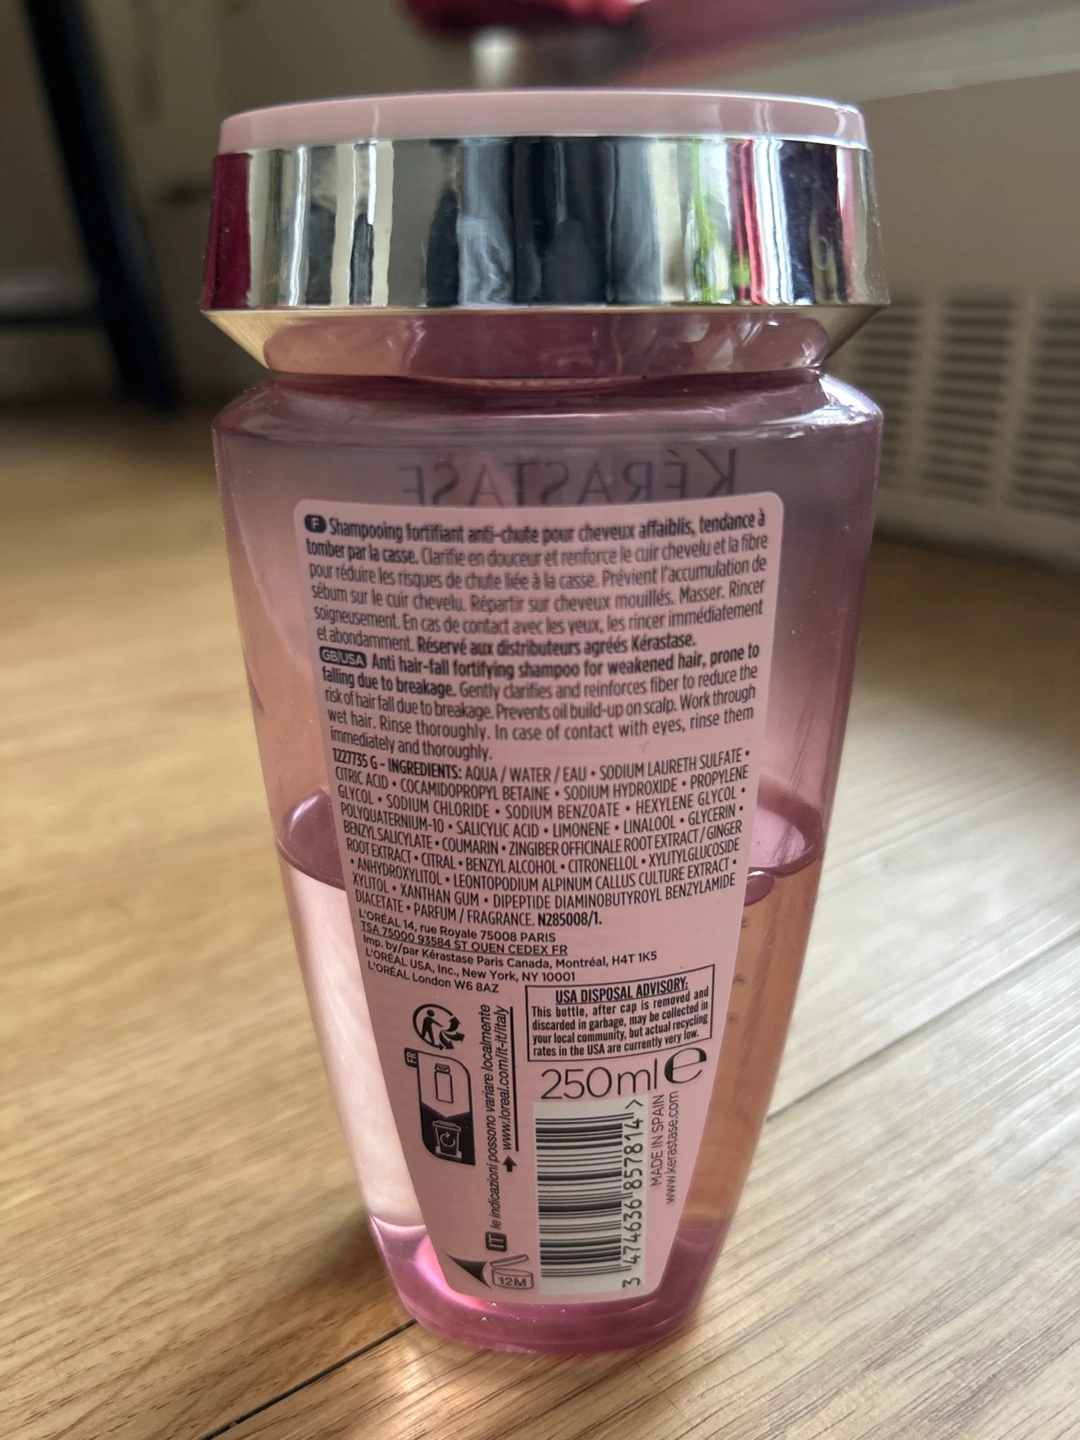 KÉRASTASE
F Shampooing fortifiant anti-chute pour cheveux affaiblis, tendance à
tomber par la casse. Clarifie en douceur et renforce le cuir chevelu et la fibre
pour réduire les risques de chute liée à la casse. Prévient l'accumulation de
sébum sur le cuir chevelu. Répartir sur cheveux mouillés. Masser. Rincer
soigneusement. En cas de contact avec les yeux, les rincer immédiatement
et abondamment. Réservé aux distributeurs agréés Kérastase.
GB/USA Anti hair-fall fortifying shampoo for weakened hair, prone to
falling due to breakage. Gently clarifies and reinforces fiber to reduce the
risk of hair fall due to breakage. Prevents oil build-up on scalp. Work through
wet hair. Rinse thoroughly. In case of contact with eyes, rinse them
immediately and thoroughly.
1227735 G - INGREDIENTS: AQUA / WATER / EAU • SODIUM LAURETH SULFATE •
CITRIC ACID • COCAMIDOPROPYL BETAINE • SODIUM HYDROXIDE • PROPYLENE
GLYCOL • SODIUM CHLORIDE • SODIUM BENZOATE • HEXYLENE GLYCOL •
POLYQUATERNIUM-10 • SALICYLIC ACID • LIMONENE • LINALOOL • GLYCERIN •
BENZYL SALICYLATE • COUMARIN • ZINGIBER OFFICINALE ROOT EXTRACT / GINGER
ROOT EXTRACT • CITRAL • BENZYL ALCOHOL • CITRONELLOL • XYLITYLGLUCOSIDE
• ANHYDROXYLITOL • LEONTOPODIUM ALPINUM CALLUS CULTURE EXTRACT •
XYLITOL • XANTHAN GUM • DIPEPTIDE DIAMINOBUTYROYL BENZYLAMIDE
DIACETATE • PARFUM / FRAGRANCE. N285008/1.
L'ORÉAL 14, rue Royale 75008 PARIS
TSA 75000 93584 ST OUEN CEDEX FR
Imp. by/par Kérastase Paris Canada, Montréal, H4T 1K5
L'ORÉAL USA, Inc., New York, NY 10001
L'ORÉAL London W6 8AZ
USA DISPOSAL ADVISORY:
This bottle, after cap is removed and
discarded in garbage, may be collected in
your local community, but actual recycling
rates in the USA are currently very low.
FR
IT le indicazioni possono variare localmente
www.loreal.com/it-it/italy
250ml e
3 474636 857814 >
MADE IN SPAIN
www.kerastase.com
12M